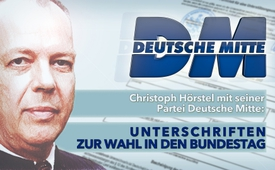 DM
DEUTSCHE MITTE
Christoph Hörstel mit seiner
Partei Deutsche Mitte:
UNTERSCHRIFTEN
ZUR WAHL IN DEN BUNDESTAG